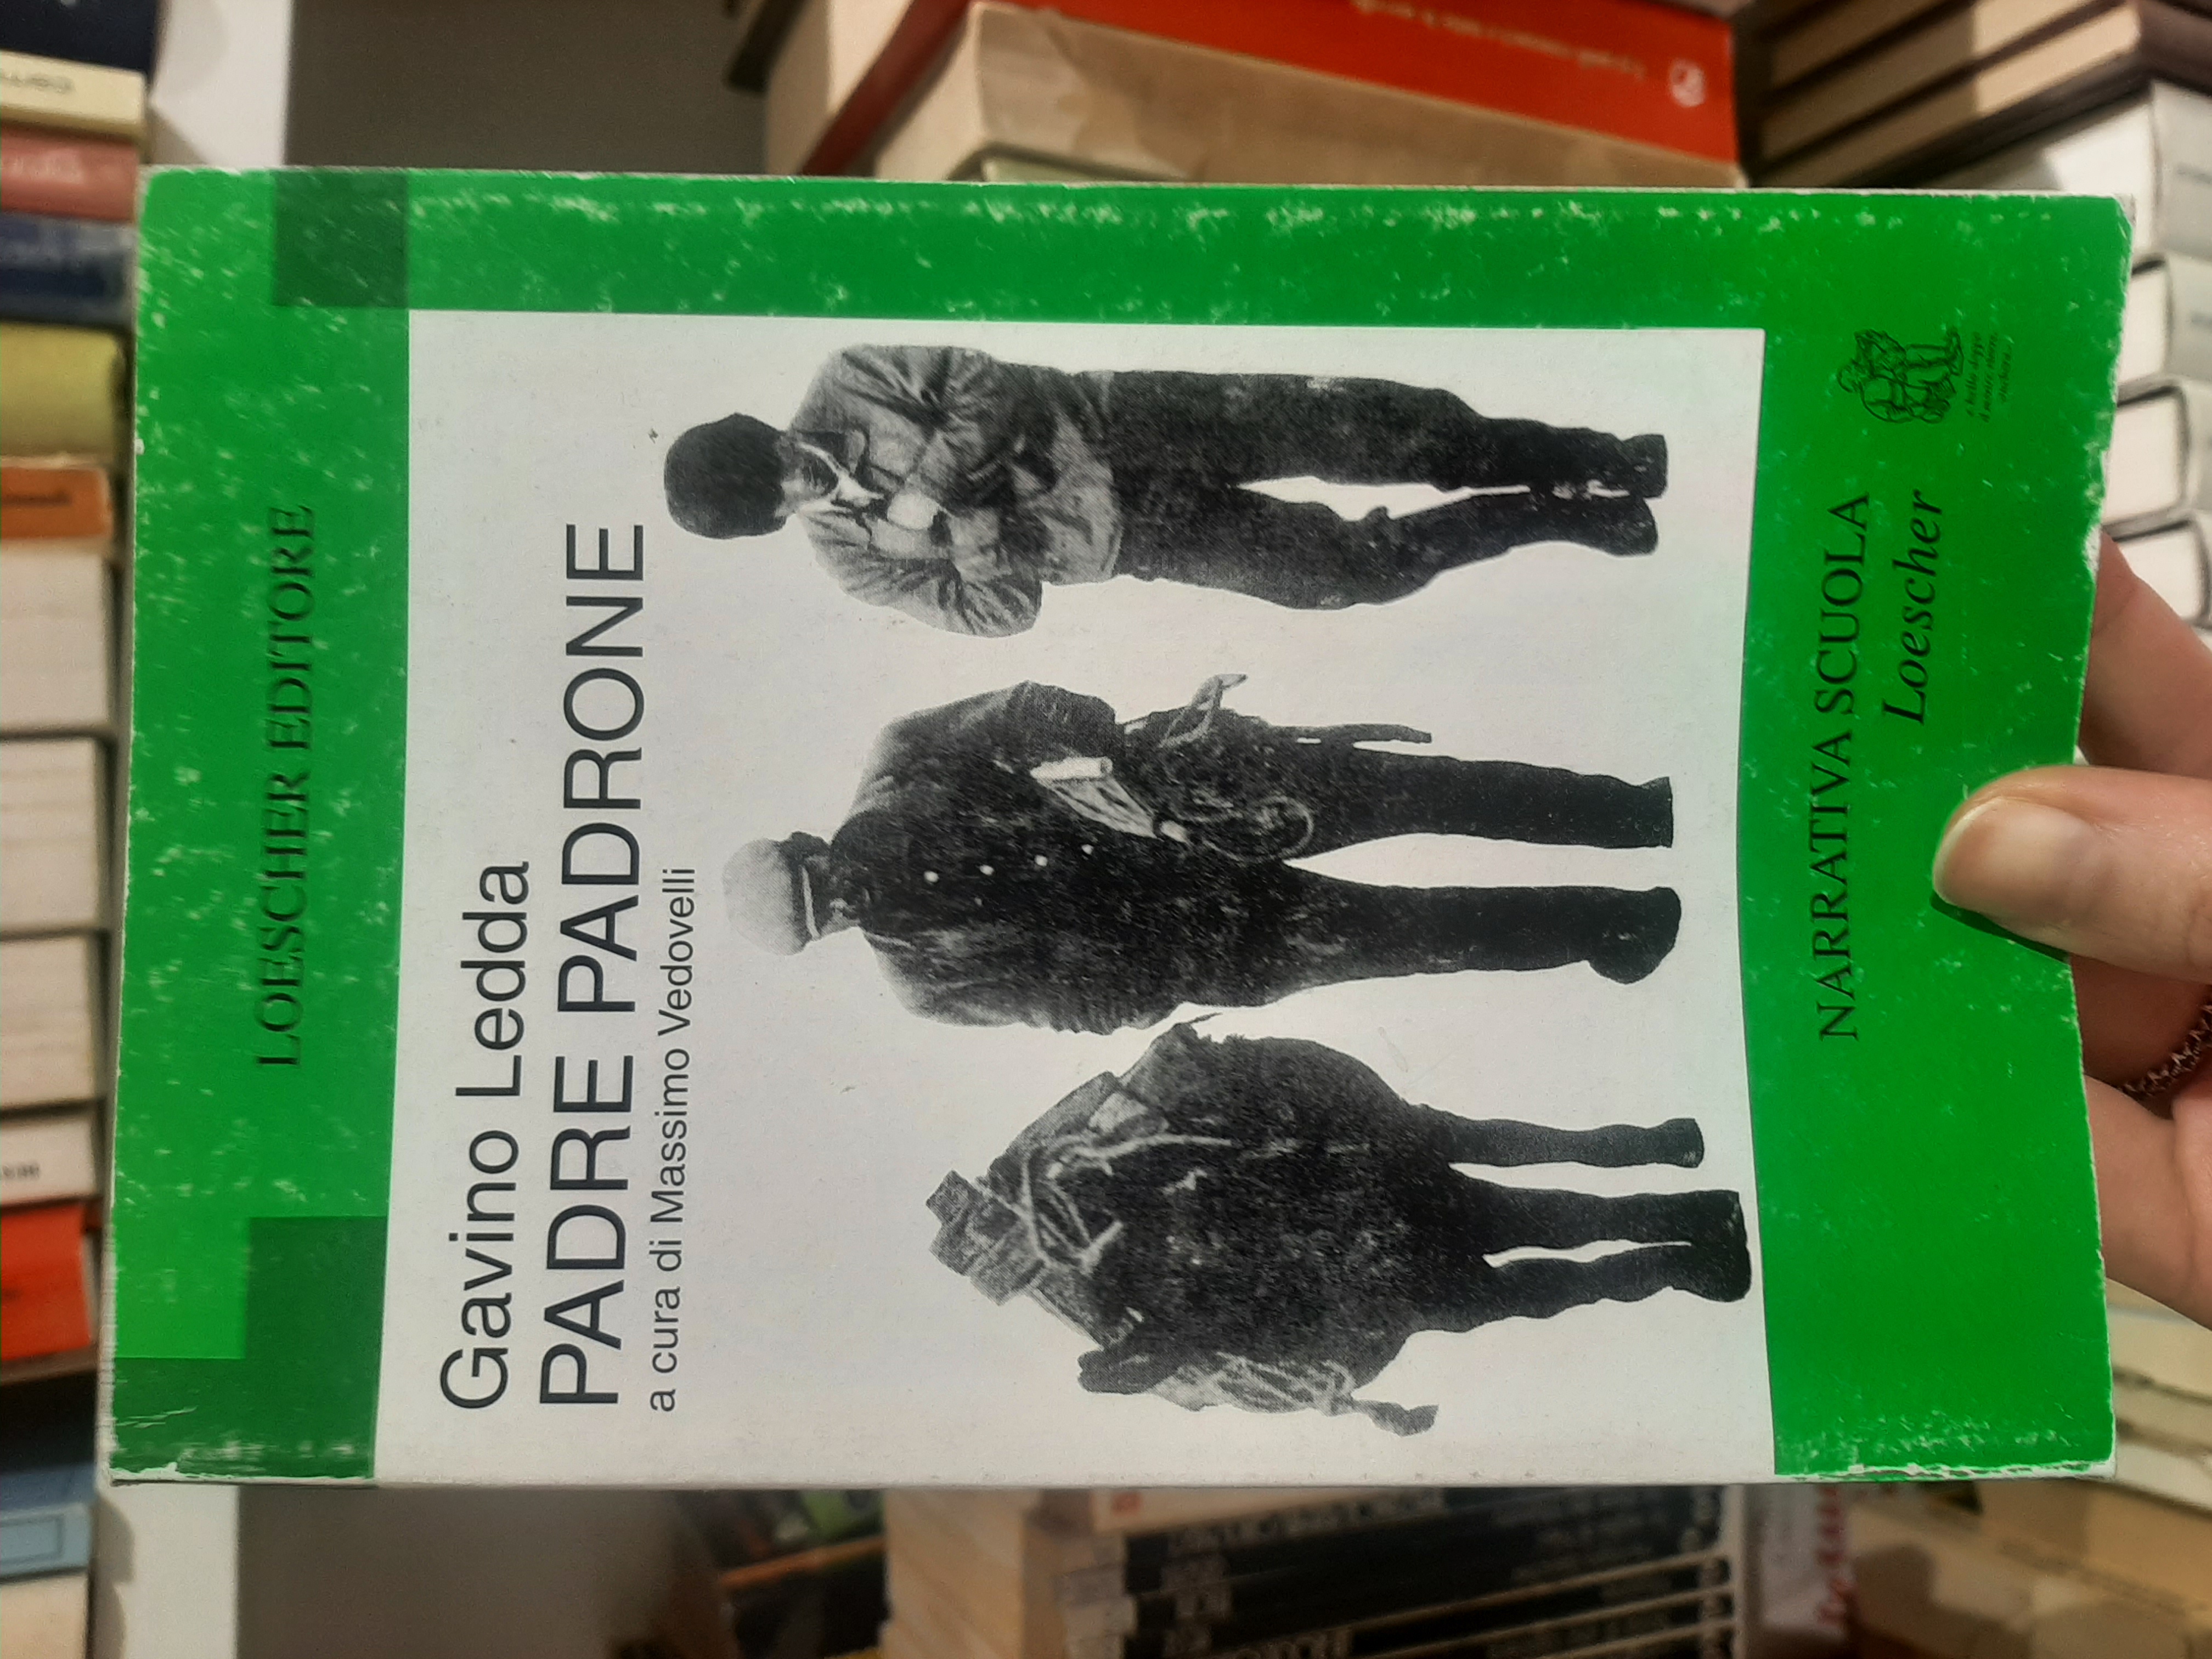 LOESCHER EDITORE
Gavino Ledda
PADRE PADRONE
a cura di Massimo Vedovelli
NARRATIVA SCUOLA
Loescher